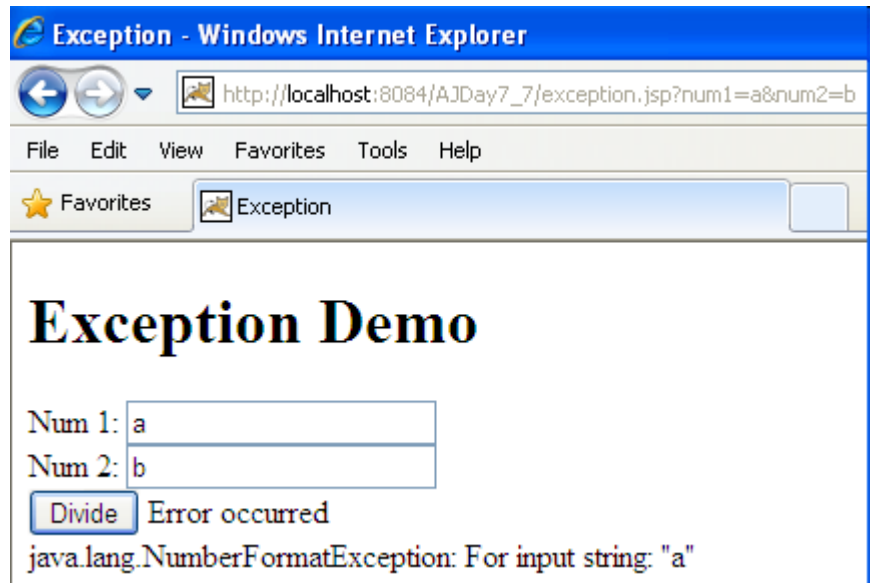 Exception - Windows Internet Explorer
http://localhost:8084/AJDay7_7/exception.jsp?num1=a&num2=b
File Edit View Favorites Tools Help
Favorites Exception
Exception Demo
Num 1: a
Num 2: b
Divide Error occurred
java.lang.NumberFormatException: For input string: "a"